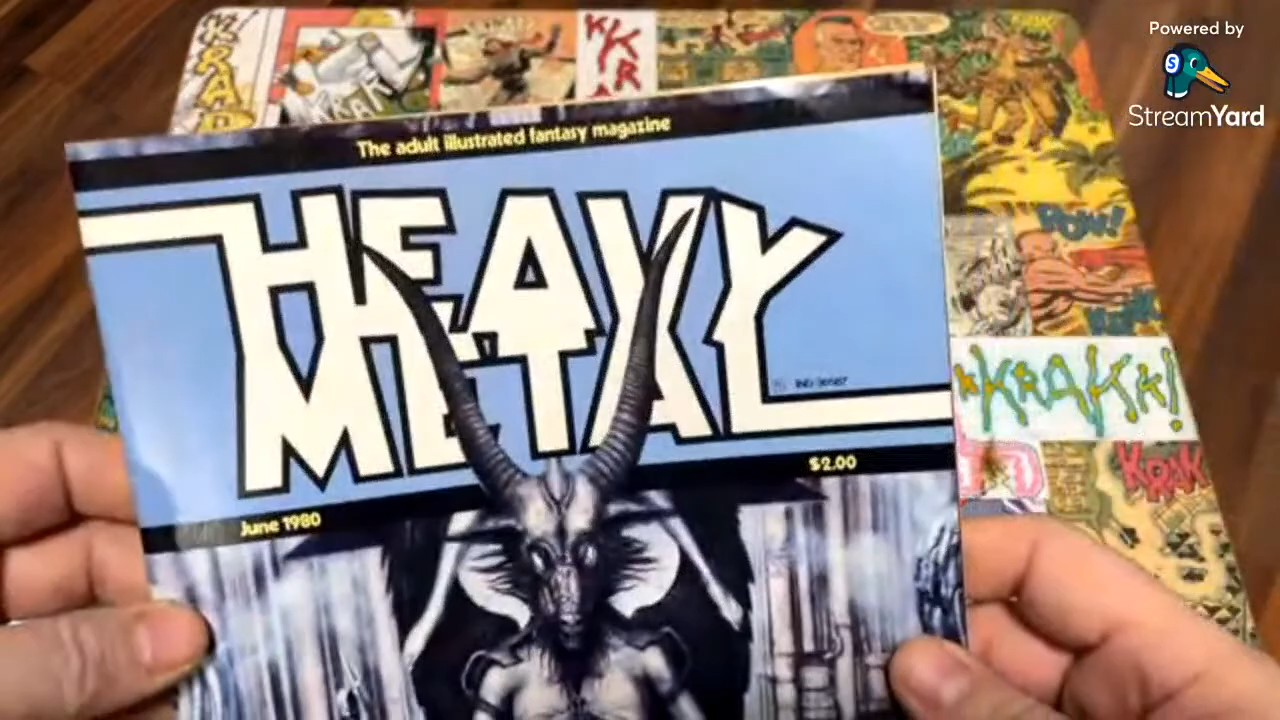 Powered by
StreamYard
The adult illustrated fantasy magazine
HEAVY
METAL
$2.00
June 1980
POW!
KRAKK!
KRAK